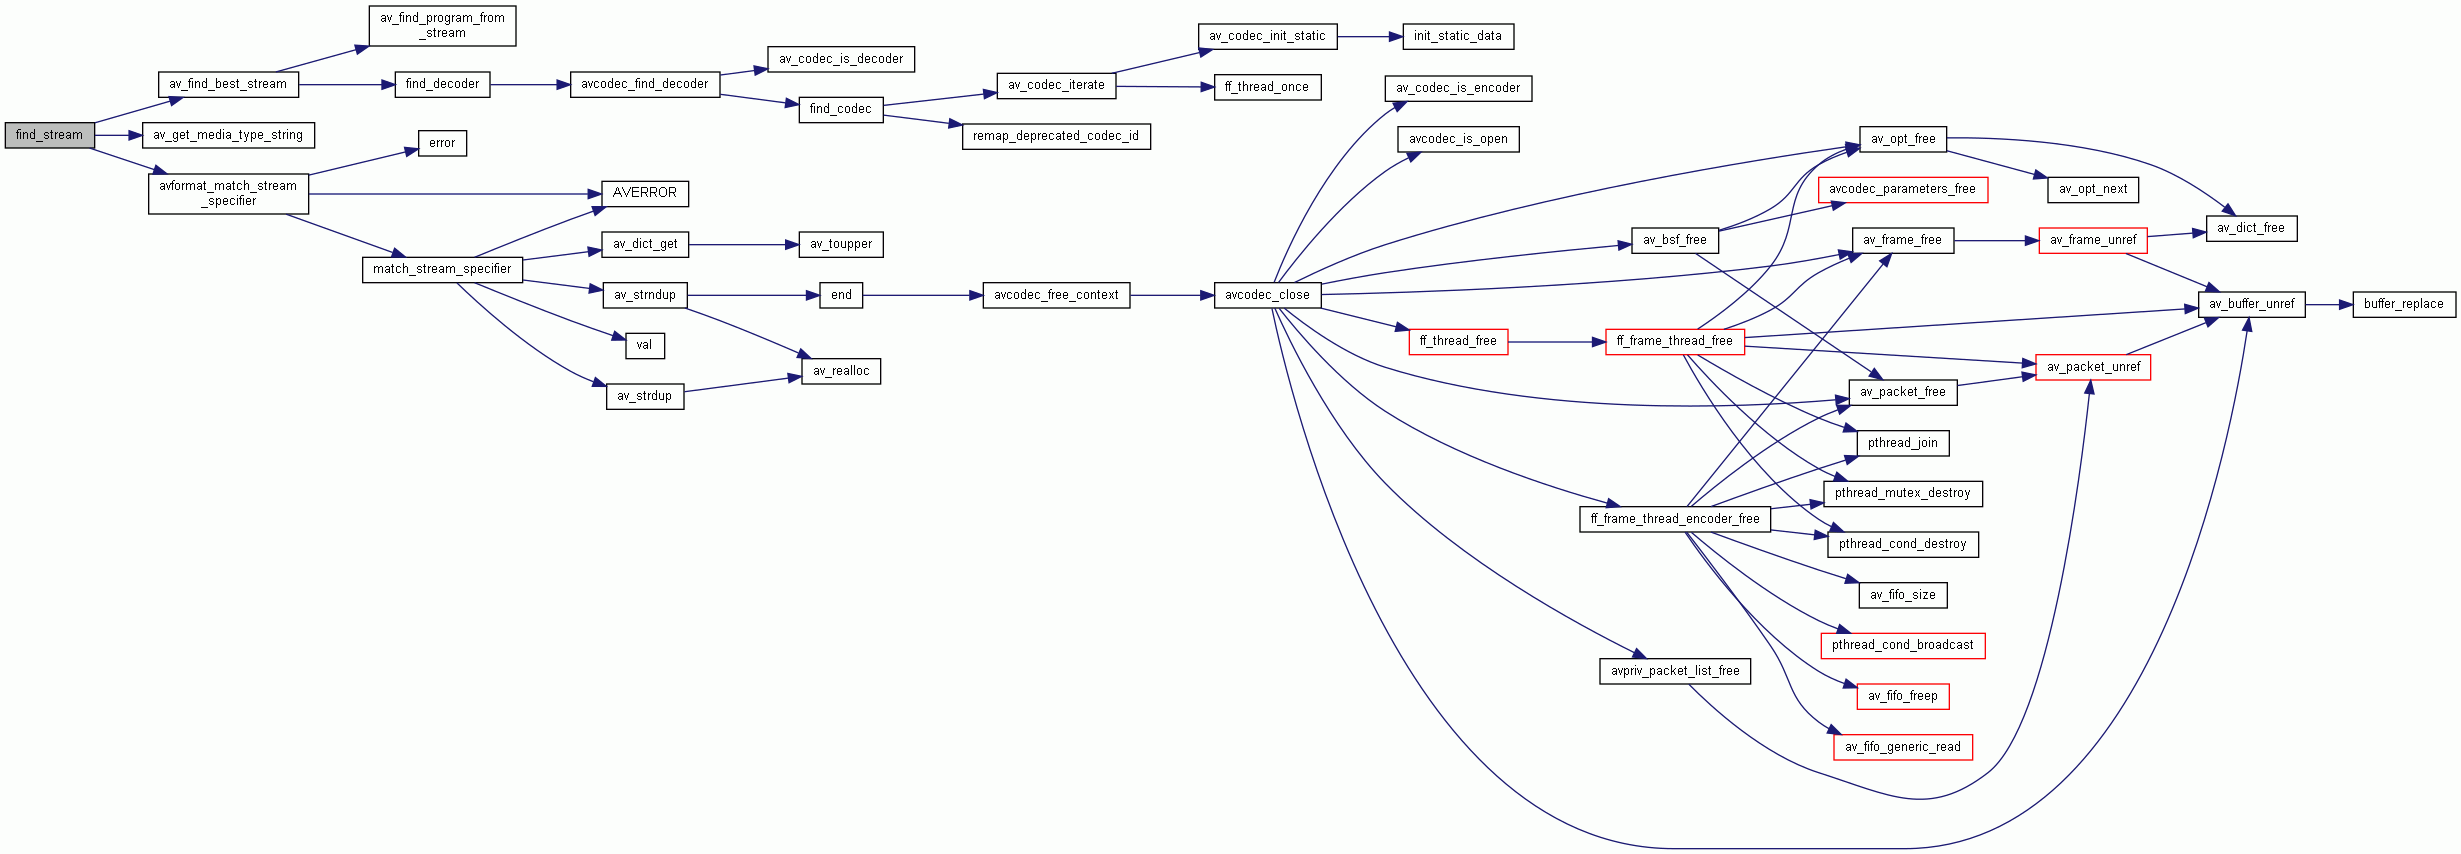 find_stream
av_find_best_stream
av_get_media_type_string
avformat_match_stream
_specifier
av_find_program_from
_stream
find_decoder
error
match_stream_specifier
avcodec_find_decoder
AVERROR
av_dict_get
av_strndup
val
av_strdup
av_codec_is_decoder
find_codec
av_toupper
end
av_realloc
av_codec_iterate
remap_deprecated_codec_id
avcodec_free_context
av_codec_init_static
ff_thread_once
avcodec_close
init_static_data
av_codec_is_encoder
avcodec_is_open
ff_thread_free
av_bsf_free
ff_frame_thread_free
ff_frame_thread_encoder_free
avpriv_packet_list_free
av_opt_free
avcodec_parameters_free
av_frame_free
av_packet_free
pthread_join
pthread_mutex_destroy
pthread_cond_destroy
av_fifo_size
pthread_cond_broadcast
av_fifo_freep
av_fifo_generic_read
av_opt_next
av_frame_unref
av_packet_unref
av_dict_free
av_buffer_unref
buffer_replace